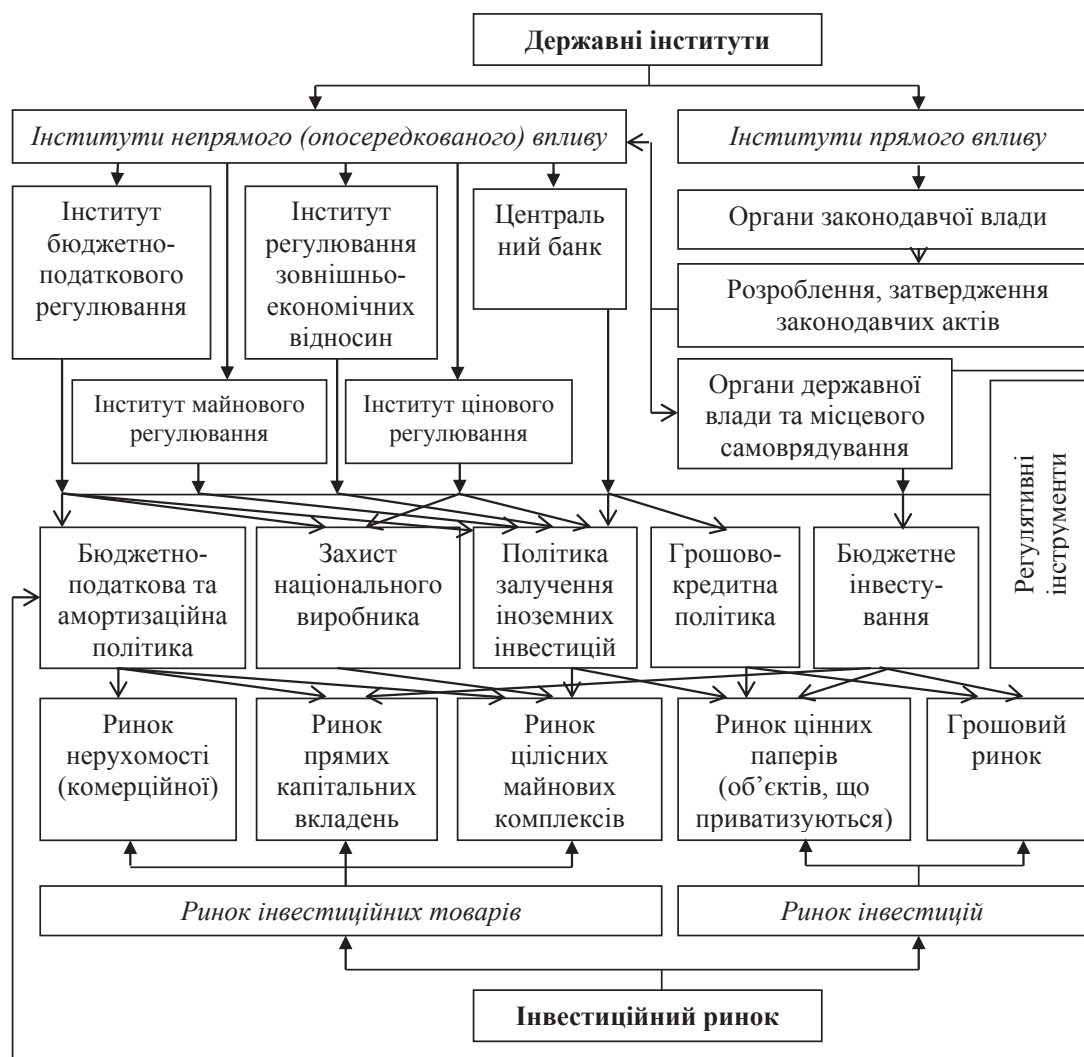 Державні інститути
Інститути непрямого (опосередкованого) впливу
Інститути прямого впливу
Інститут
бюджетно-
податкового
регулювання
Інститут
регулювання
зовнішньо-
економічних
відносин
Централь
ний банк
Органи законодавчої влади
Розроблення, затвердження
законодавчих актів
Інститут майнового
регулювання
Інститут цінового
регулювання
Органи державної
влади та місцевого
самоврядування
Регулятивні
інструменти
Бюджетно-
податкова та
амортизаційна
політика
Захист
національного
виробника
Політика
залучення
іноземних
інвестицій
Грошово-
кредитна
політика
Бюджетне
інвесту-
вання
Ринок
нерухомості
(комерційної)
Ринок
прямих
капітальних
вкладень
Ринок
цілісних
майнових
комплексів
Ринок цінних
паперів
(об’єктів, що
приватизуються)
Грошовий
ринок
Ринок інвестиційних товарів
Ринок інвестицій
Інвестиційний ринок